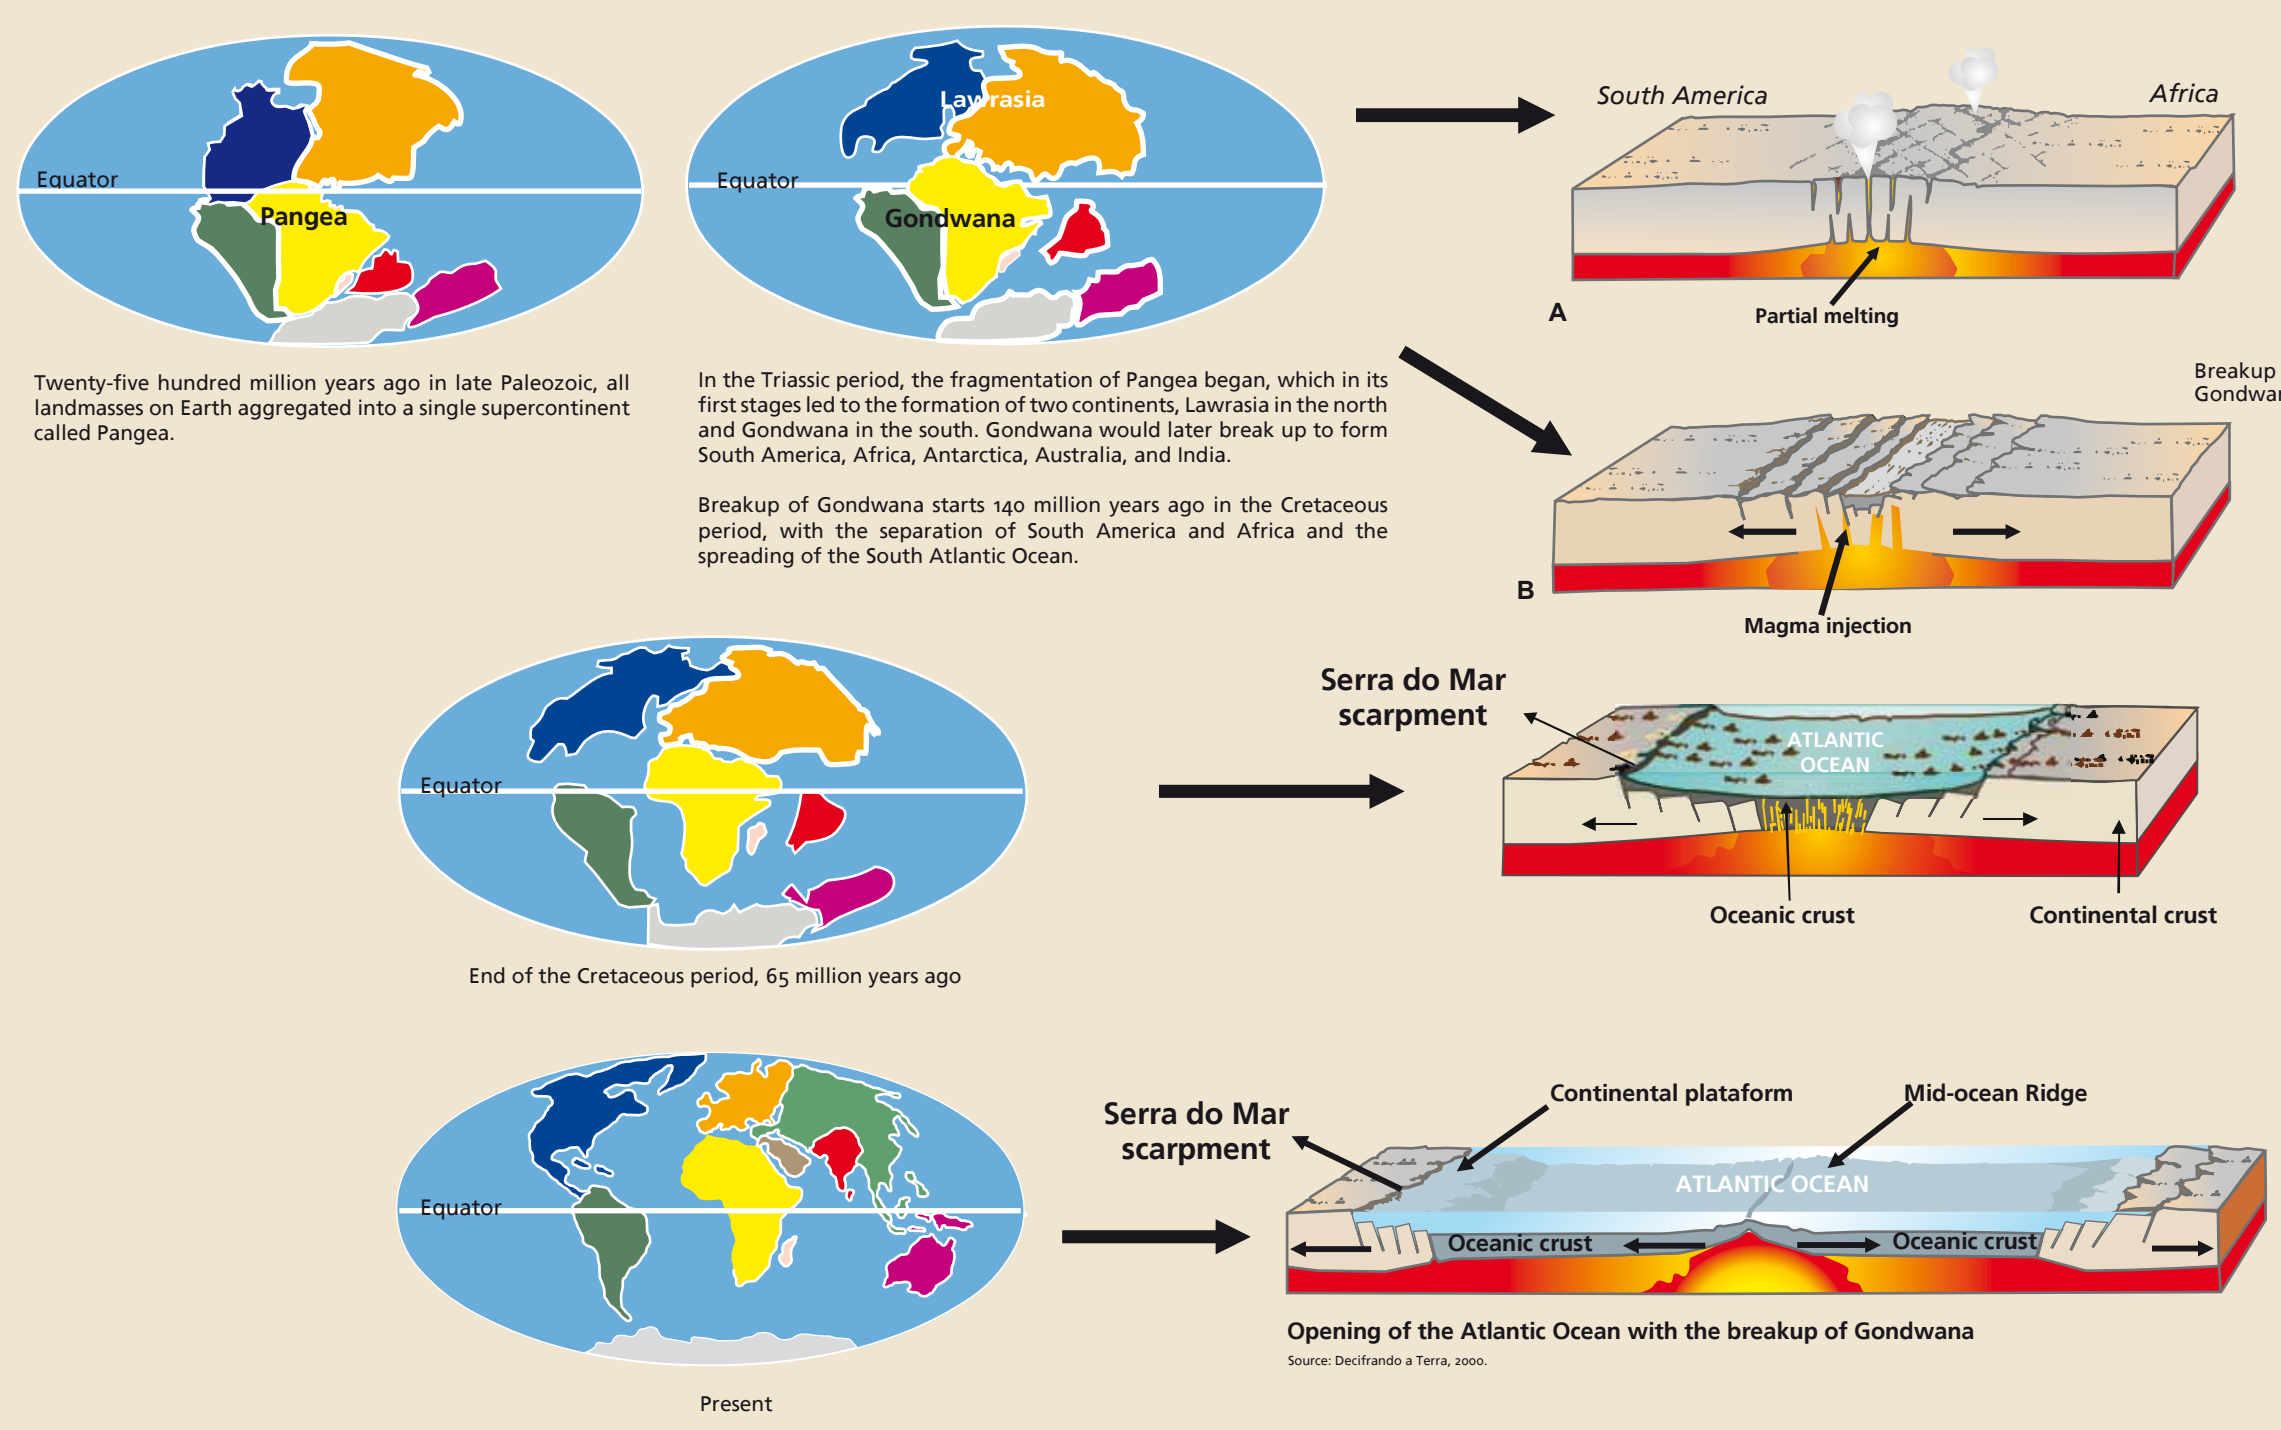 Equator
Pangea
Twenty-five hundred million years ago in late Paleozoic, all
landmasses on Earth aggregated into a single supercontinent
called Pangea.
Lawrasia
Equator
Gondwana
In the Triassic period, the fragmentation of Pangea began, which in its
first stages led to the formation of two continents, Lawrasia in the north
and Gondwana in the south. Gondwana would later break up to form
South America, Africa, Antarctica, Australia, and India.
Breakup of Gondwana starts 140 million years ago in the Cretaceous
period, with the separation of South America and Africa and the
spreading of the South Atlantic Ocean.
South America
Africa
A
Partial melting
Breakup
Gondwan
B
Magma injection
Equator
End of the Cretaceous period, 65 million years ago
Serra do Mar
scarpment
ATLANTIC
OCEAN
Oceanic crust
Continental crust
Equator
Present
Serra do Mar
scarpment
Continental plataform
Mid-ocean Ridge
ATLANTIC OCEAN
Oceanic crust
Oceanic crust
Opening of the Atlantic Ocean with the breakup of Gondwana
Source: Decifrando a Terra, 2000.